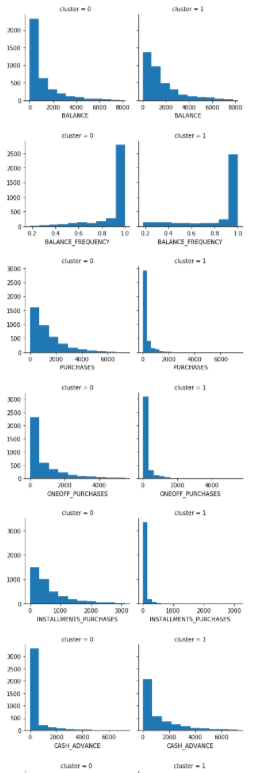 cluster = 0 cluster = 1
2000
1500
1000
500
0
0 2000 4000 6000 8000 0 2000 4000 6000 8000
BALANCE BALANCE
2500
2000
1500
1000
500
0
0.2 0.4 0.6 0.8 1.0 0.2 0.4 0.6 0.8 1.0
BALANCE_FREQUENCY BALANCE_FREQUENCY
cluster = 0 cluster = 1
3000
2500
2000
1500
1000
500
0
0 2000 4000 6000 0 2000 4000 6000
PURCHASES PURCHASES
cluster = 0 cluster = 1
3000
2500
2000
1500
1000
500
0
0 2000 4000 0 2000 4000
ONEOFF_PURCHASES ONEOFF_PURCHASES
cluster = 0 cluster = 1
3000
2000
1000
0
0 1000 2000 3000 0 1000 2000 3000
INSTALLMENTS_PURCHASES INSTALLMENTS_PURCHASES
cluster = 0 cluster = 1
3000
2500
2000
1500
1000
500
0
0 2000 4000 6000 0 2000 4000 6000
CASH_ADVANCE CASH_ADVANCE
cluster = 0 cluster = 1